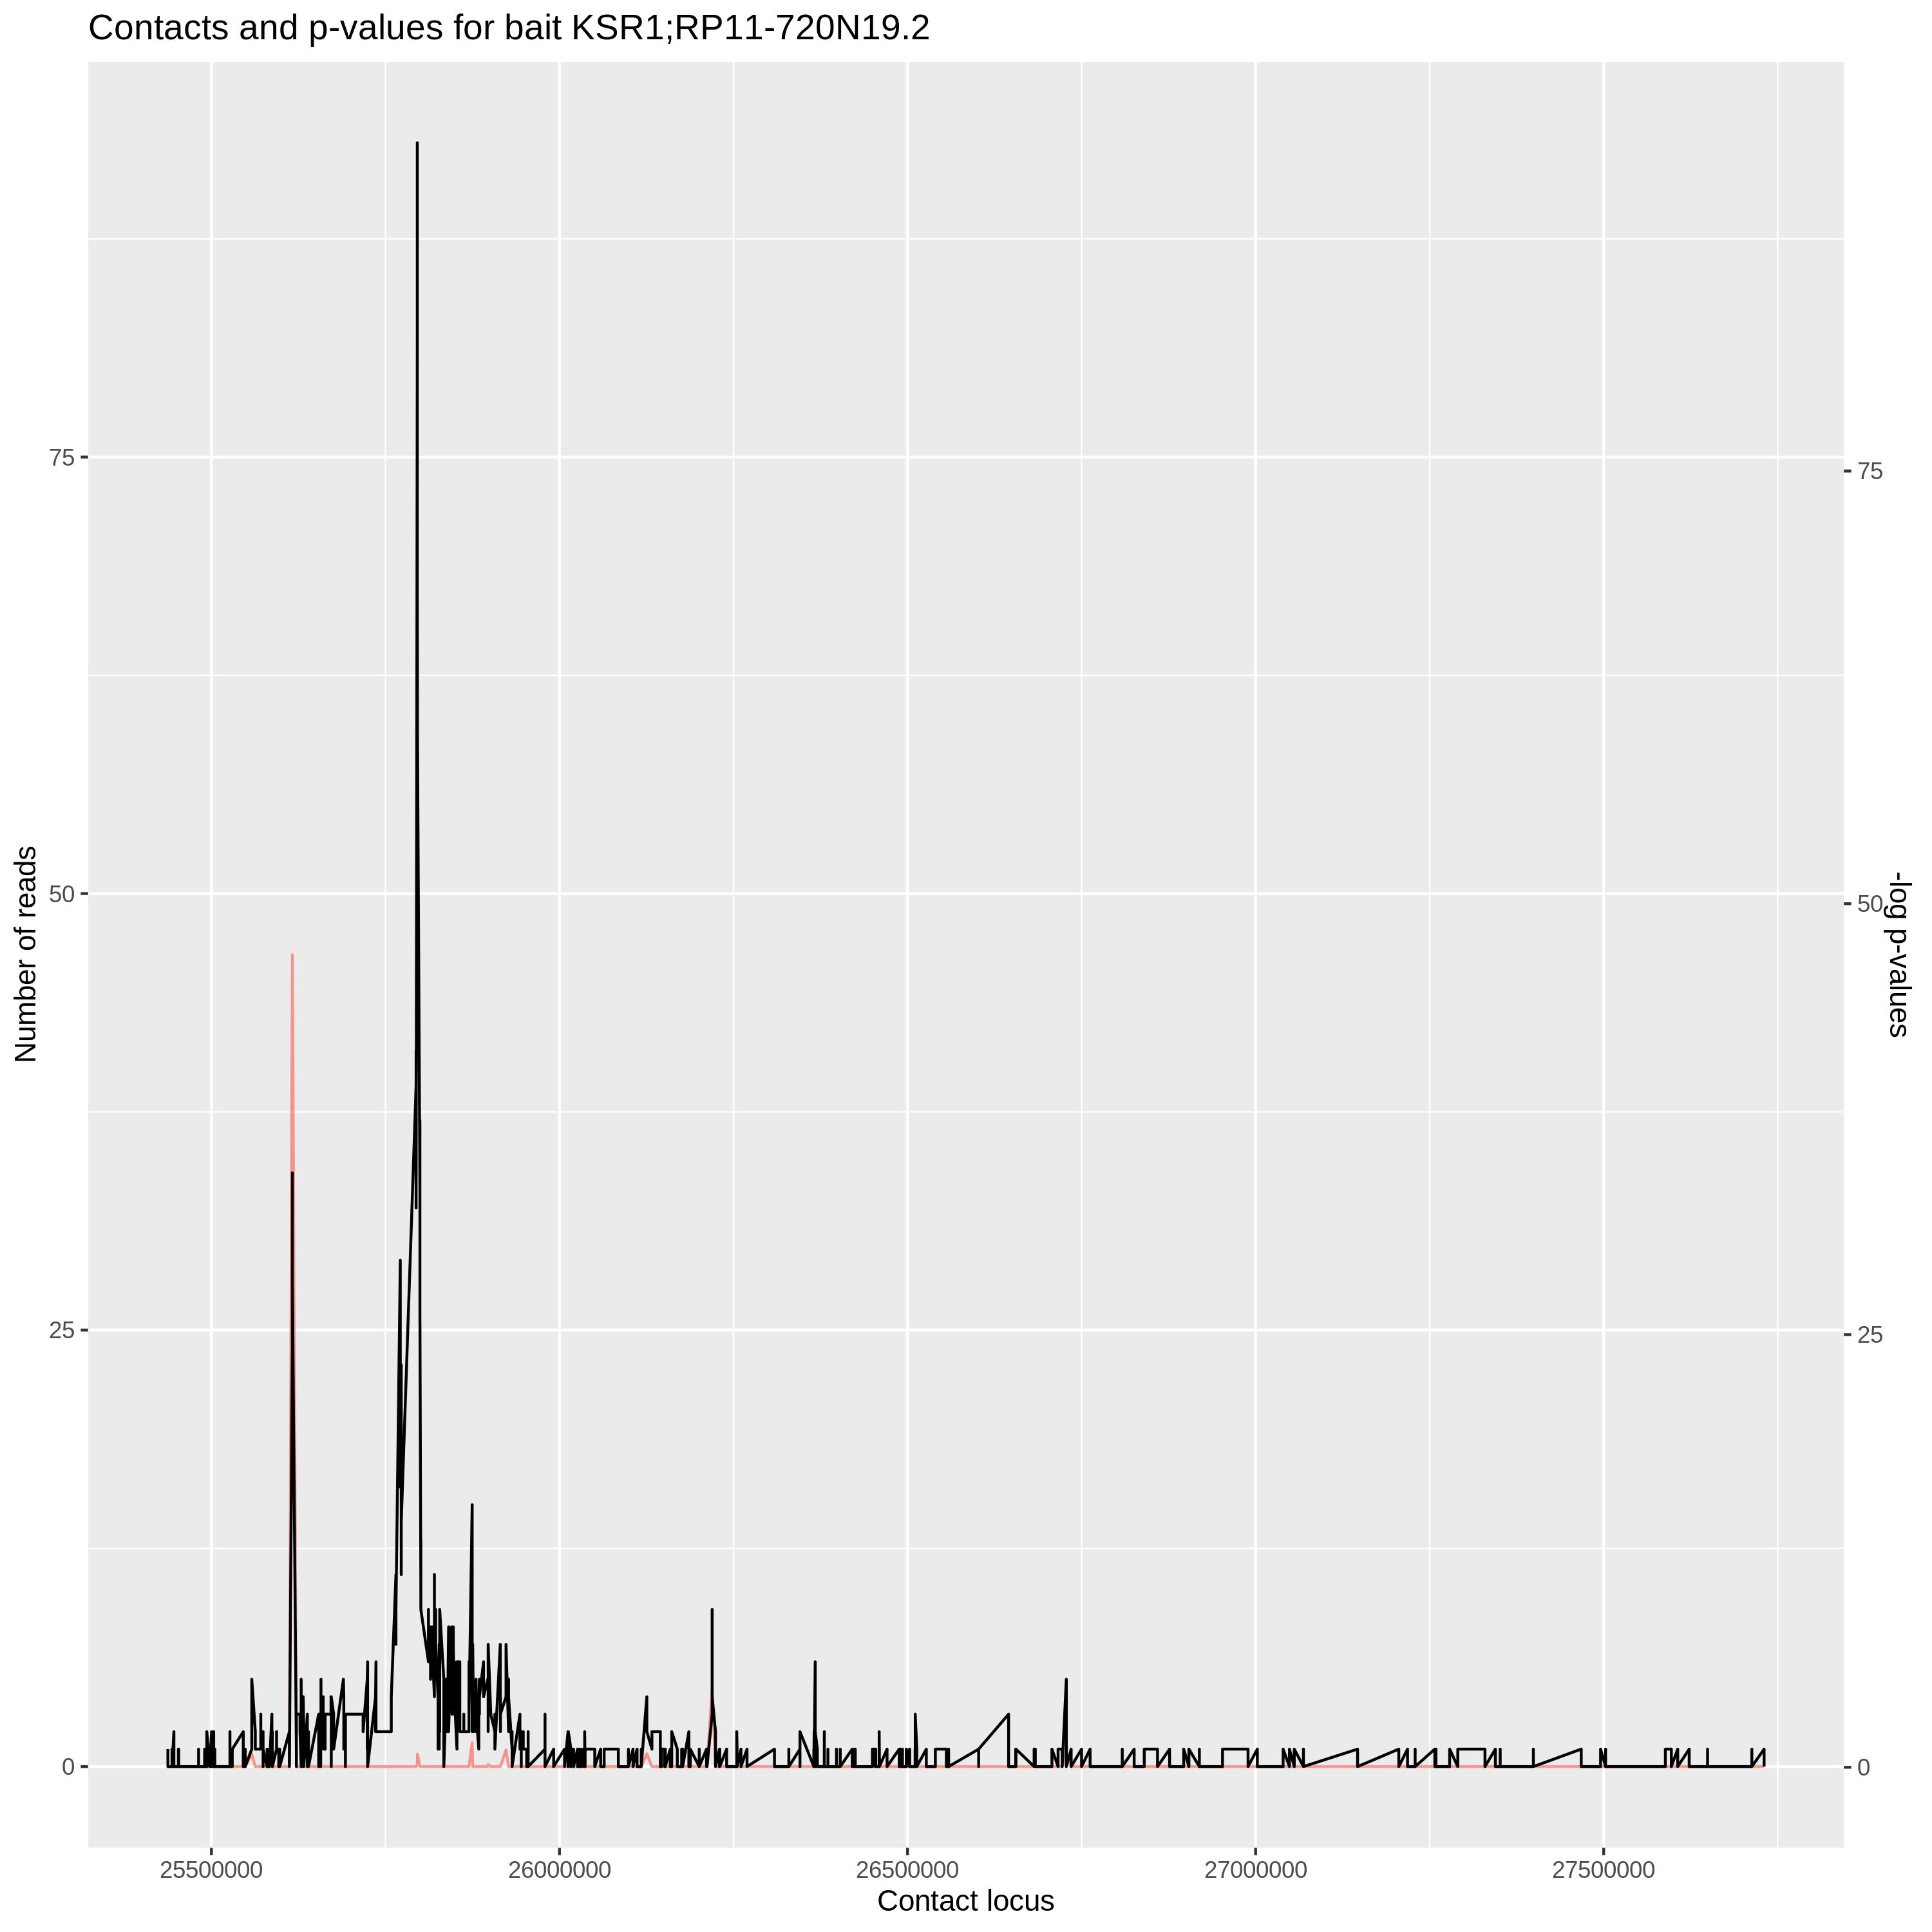 Contacts and p-values for bait KSR1;RP11-720N19.2
Number of reads
75
50
25
0
75
50
25
0
-log p-values
25500000 26000000 26500000 27000000 27500000
Contact locus